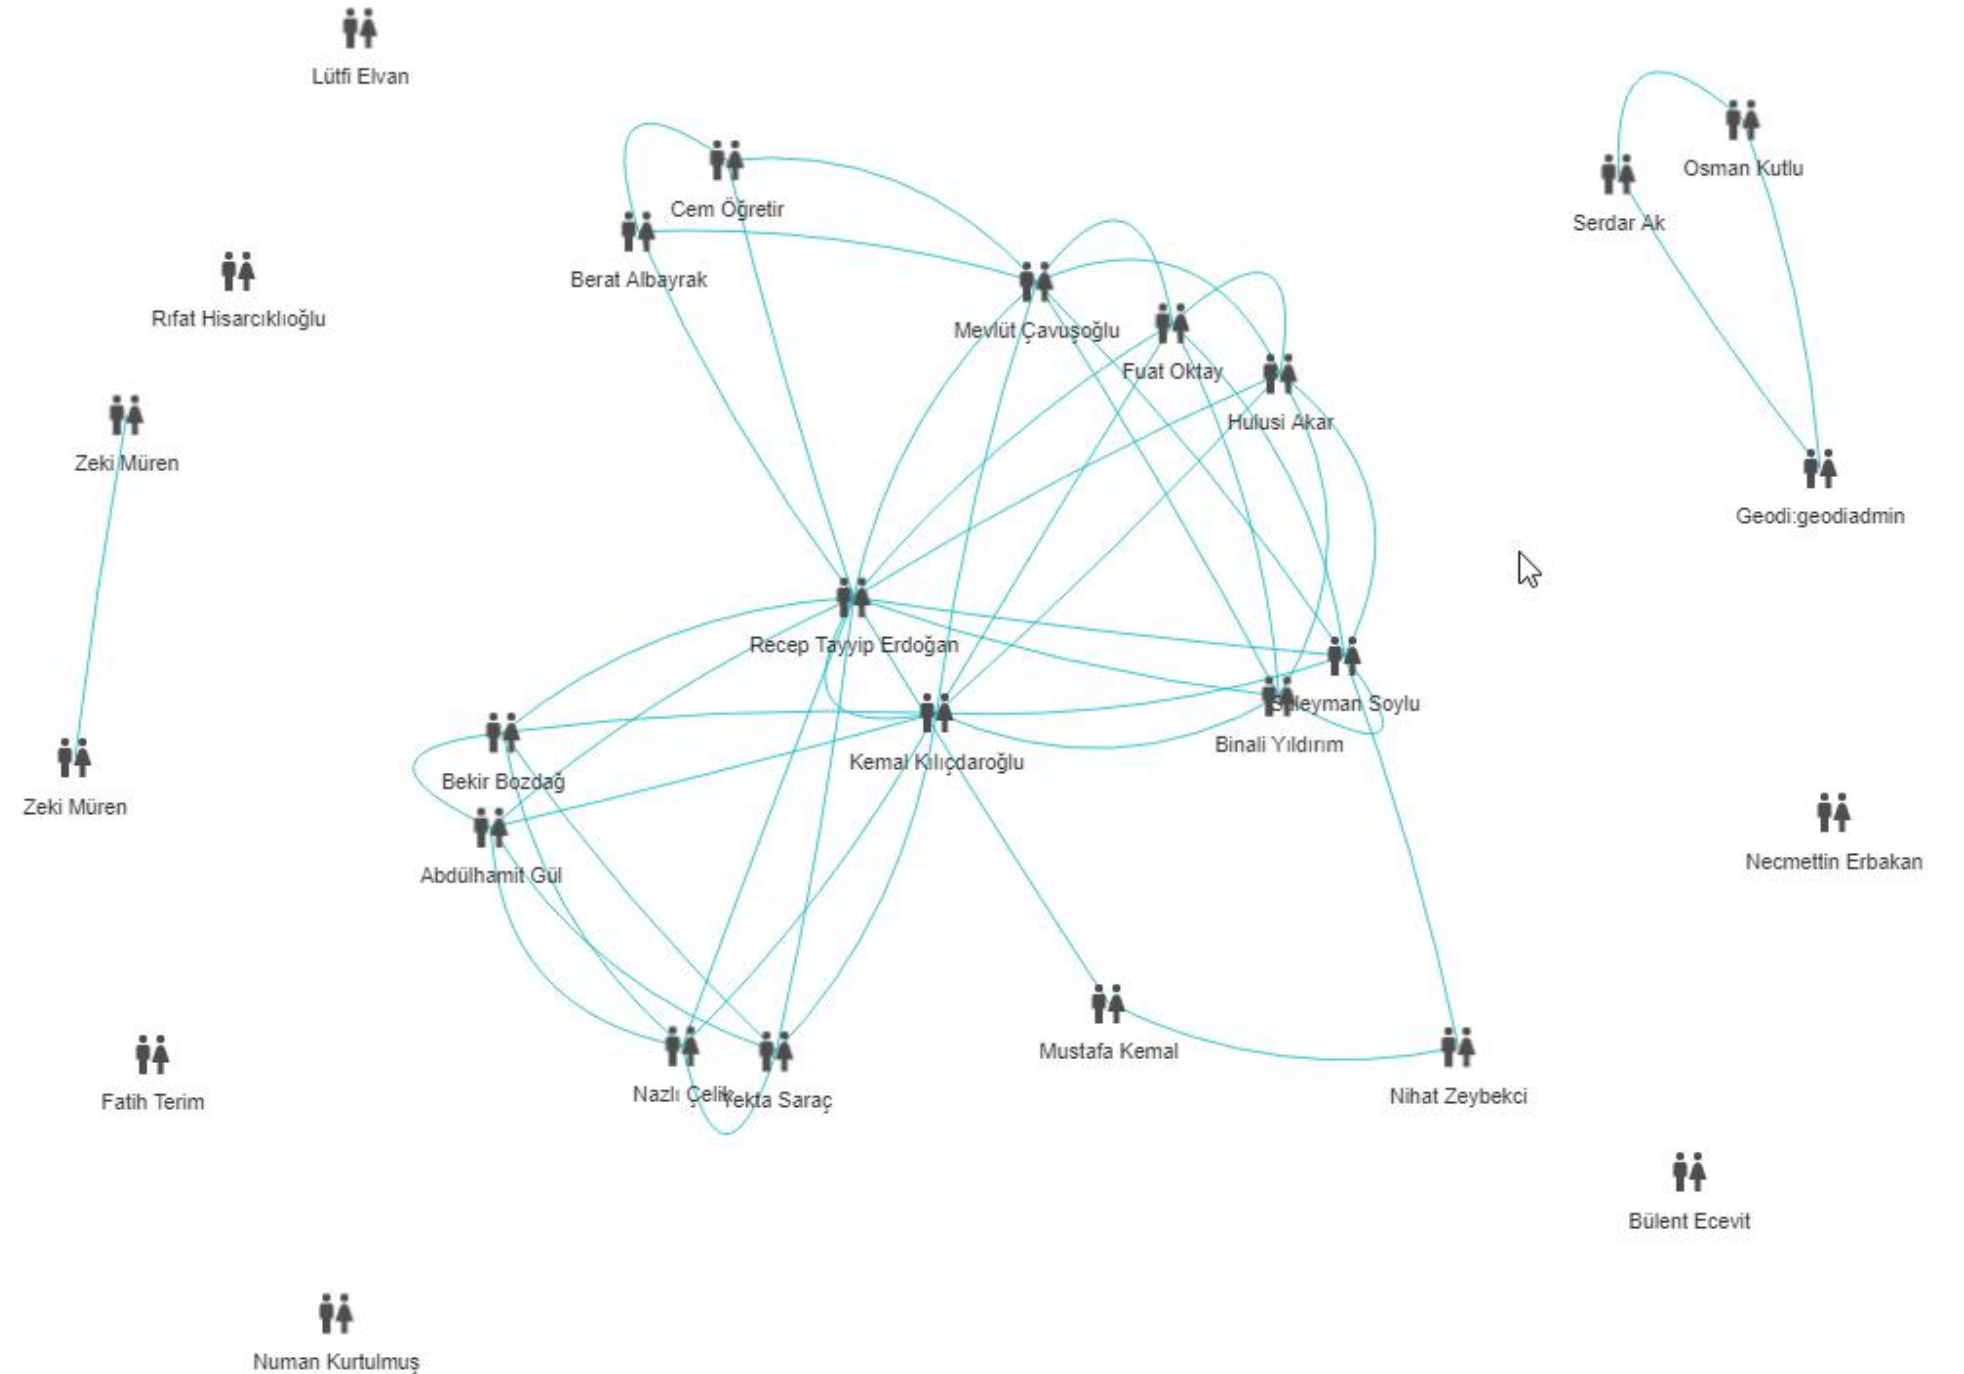 Lütfi Elvan
Osman Kutlu
Cem Öğretir
Serdar Ak
Berat Albayrak
Rıfat Hisarcıklıoğlu
Mevlüt Çavuşoğlu
Fuat Oktay
Hulusi Akar
Zeki Müren
Geodi:geodiadmin
Recep Tayyip Erdoğan
Süleyman Soylu
Binali Yıldırım
Kemal Kılıçdaroğlu
Bekir Bozdağ
Zeki Müren
Necmettin Erbakan
Abdülhamit Gül
Mustafa Kemal
Nazlı Çelik
Yekta Saraç
Nihat Zeybekci
Fatih Terim
Bülent Ecevit
Numan Kurtulmuş